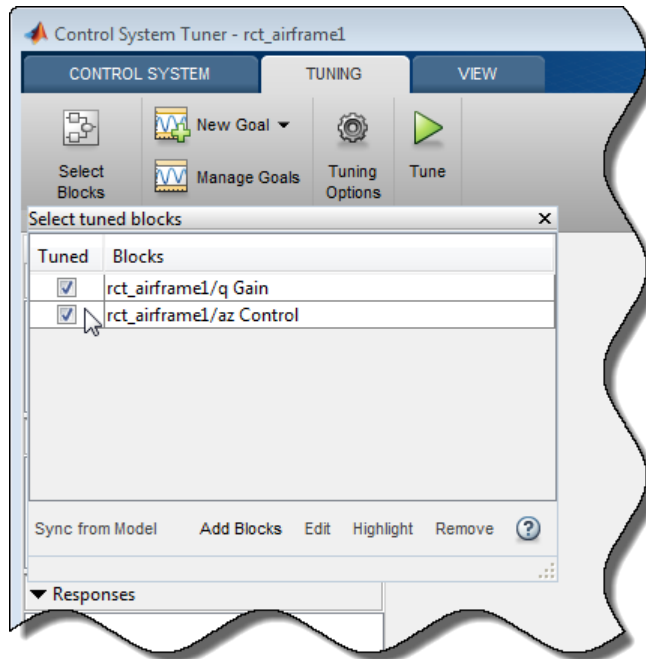 Control System Tuner - rct_airframe1
CONTROL SYSTEM TUNING VIEW
Select Blocks
New Goal
Manage Goals
Tuning Options
Tune
Select tuned blocks x
Tuned Blocks
rct_airframe1/q Gain
rct_airframe1/az Control
Sync from Model Add Blocks Edit Highlight Remove ?
Responses